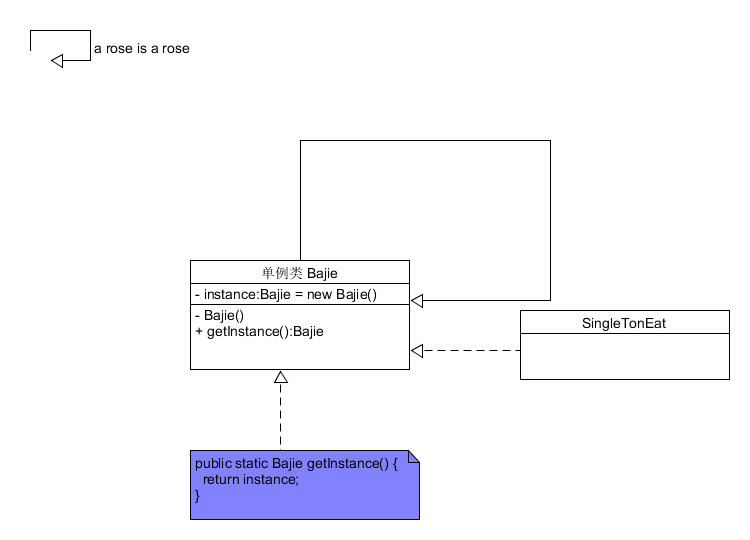 a rose is a rose
单例类 Bajie
- instance:Bajie = new Bajie()
- Bajie()
+ getInstance():Bajie
SingleTonEat
public static Bajie getInstance() {
return instance;
}